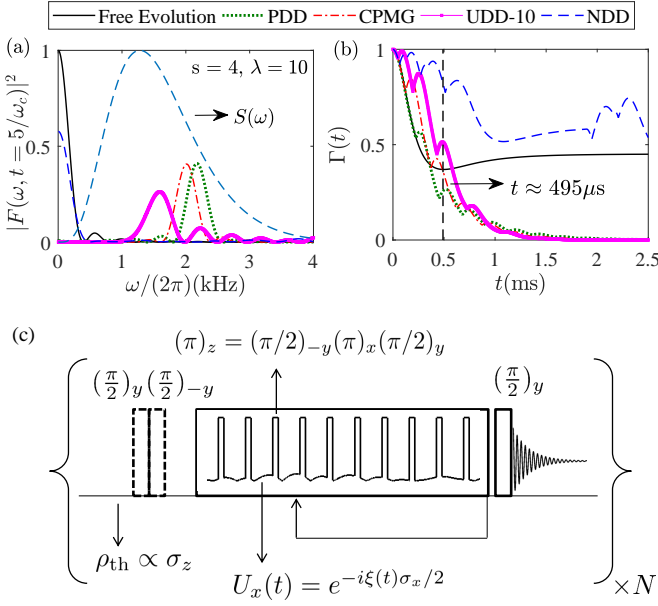 Free Evolution PDD CPMG UDD-10 NDD
(a)
|F(ω, t = 5/ω_c)|²
1
0.5
0
s = 4, λ = 10
S(ω)
0 1 2 3 4
ω/(2π)(kHz)
(b)
Γ(t)
1
0.5
0
t ≈ 495μs
0 0.5 1 1.5 2 2.5
t(ms)
(c)
(π)_z = (π/2)_{−y}(π)_x(π/2)_y
(π/2)_y (π/2)_{−y}
(π/2)_y
ρ_th ∝ σ_z
U_x(t) = e^{−iξ(t)σ_x/2}
×N